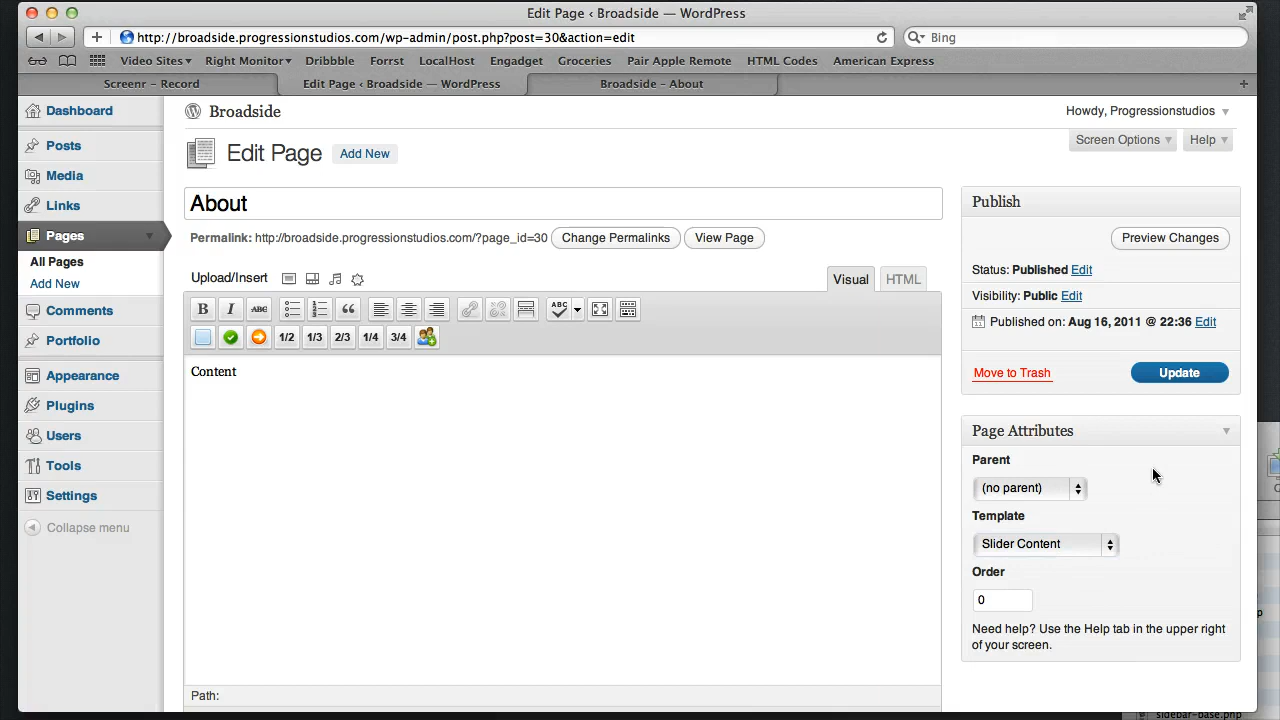 Edit Page ‹ Broadside — WordPress
http://broadside.progressionstudios.com/wp-admin/post.php?post=30&action=edit
Bing
Video Sites Right Monitor Dribbble Forrst LocalHost Engadget Groceries Pair Apple Remote HTML Codes American Express
Screenr – Record
Edit Page ‹ Broadside — WordPress
Broadside – About
Dashboard
Posts
Media
Links
Pages
All Pages
Add New
Comments
Portfolio
Appearance
Plugins
Users
Tools
Settings
Collapse menu
Broadside
Howdy, Progressionstudios
Screen Options
Help
Edit Page
Add New
About
Permalink: http://broadside.progressionstudios.com/?page_id=30 Change Permalinks View Page
Upload/Insert
Visual
HTML
B I ABC ABC
1/2 1/3 2/3 1/4 3/4
Content
Path:
Publish
Preview Changes
Status: Published Edit
Visibility: Public Edit
Published on: Aug 16, 2011 @ 22:36 Edit
Move to Trash
Update
Page Attributes
Parent
(no parent)
Template
Slider Content
Order
0
Need help? Use the Help tab in the upper right
of your screen.
sidebar-base.php